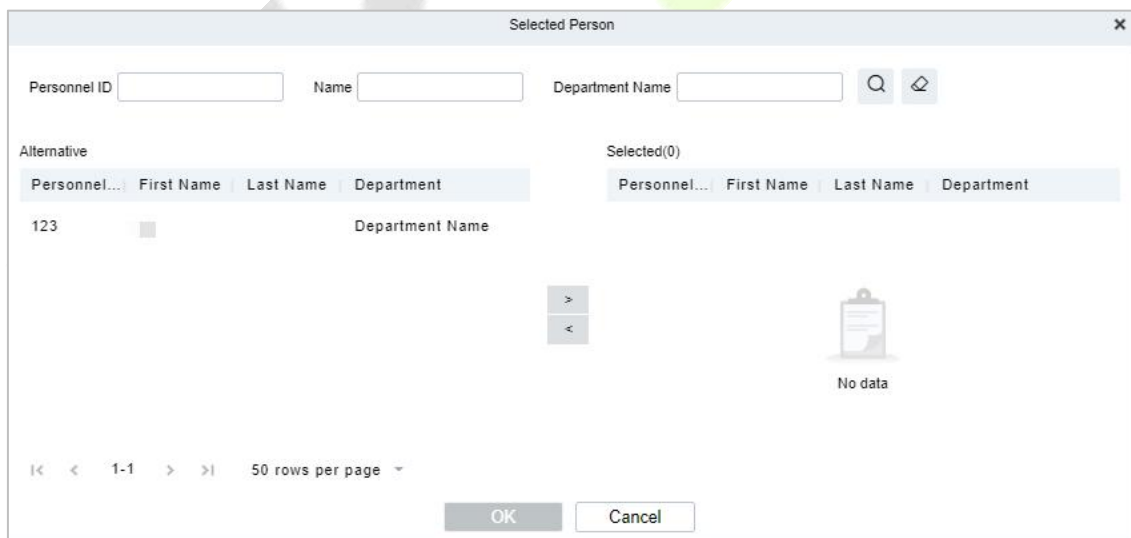 Selected Person
Personnel ID Name Department Name
Alternative Selected(0)
Personnel... First Name Last Name Department Personnel... First Name Last Name Department
123 Department Name
>
<
No data
|< < 1-1 > >| 50 rows per page
OK Cancel